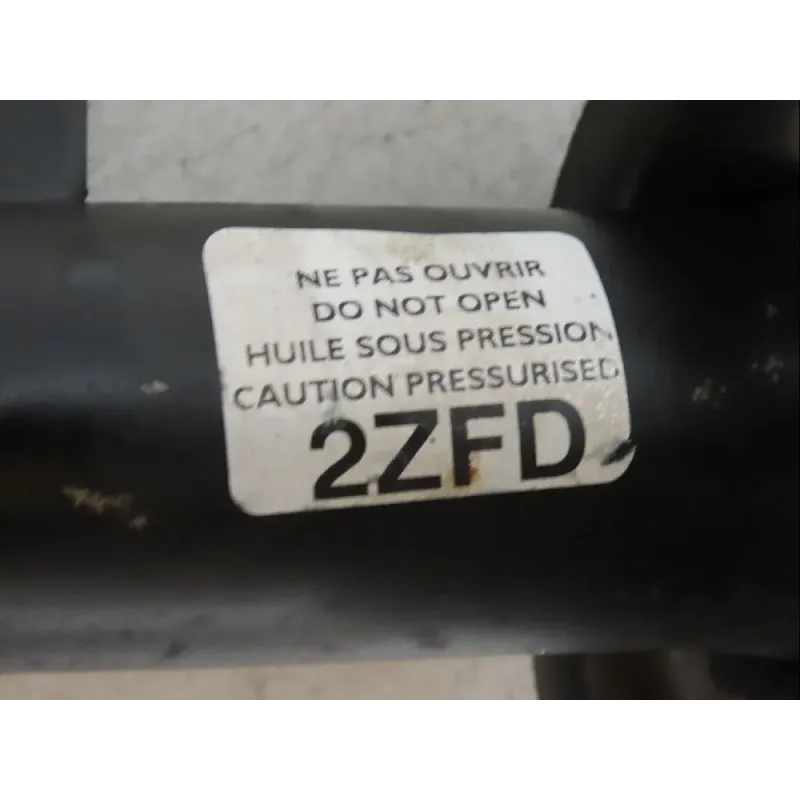 NE PAS OUVRIR
DO NOT OPEN
HUILE SOUS PRESSION
CAUTION PRESSURISED
2ZFD